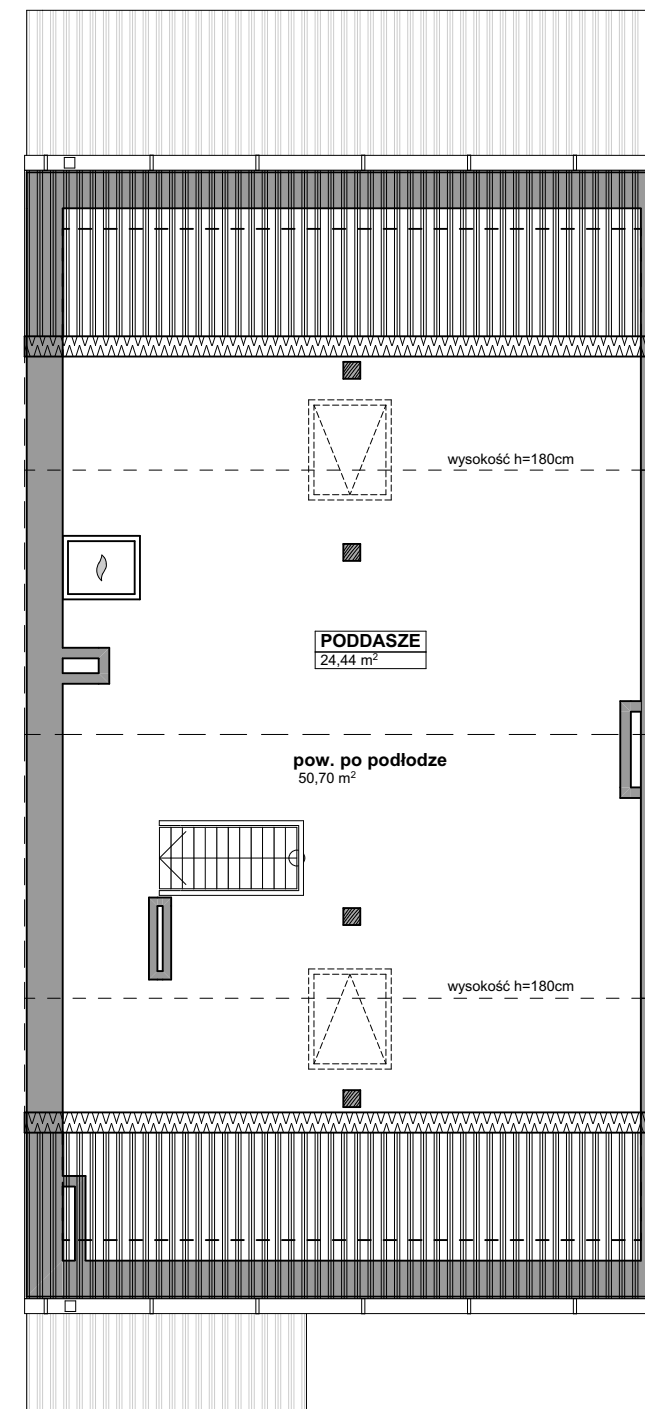 wysokość h=180cm
PODDASZE
24,44 m²
pow. po podłodze
50,70 m²
wysokość h=180cm